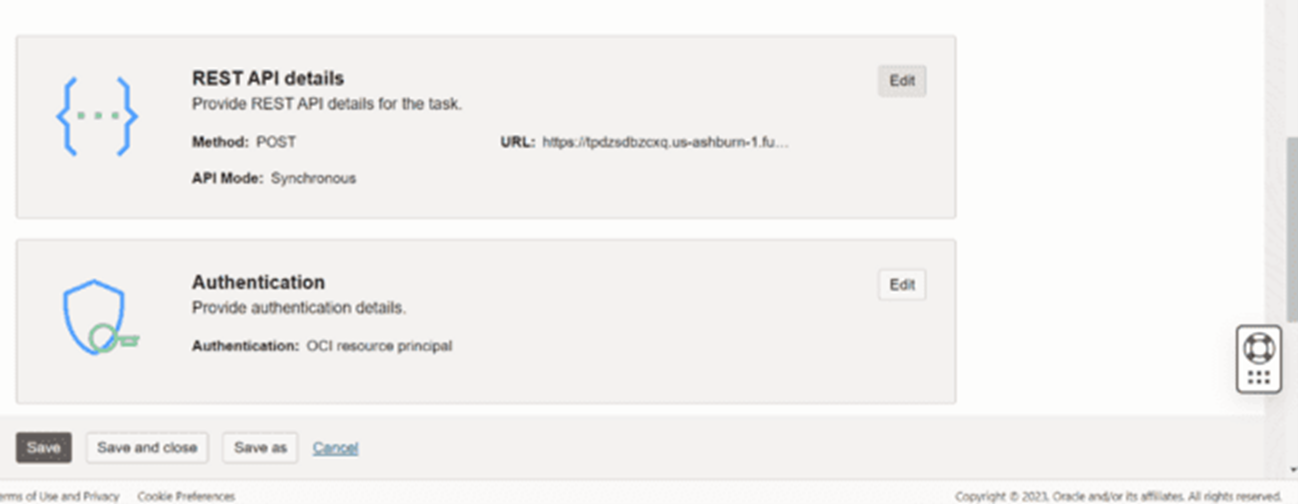 REST API details
Edit
Provide REST API details for the task.
Method: POST
URL: https://tpdzsdbzcxq.us-ashburn-1.fu...
API Mode: Synchronous
Authentication
Edit
Provide authentication details.
Authentication: OCI resource principal
Save
Save and close
Save as
Cancel
erms of Use and Privacy
Cookie Preferences
Copyright © 2023, Oracle and/or its affiliates. All rights reserved.